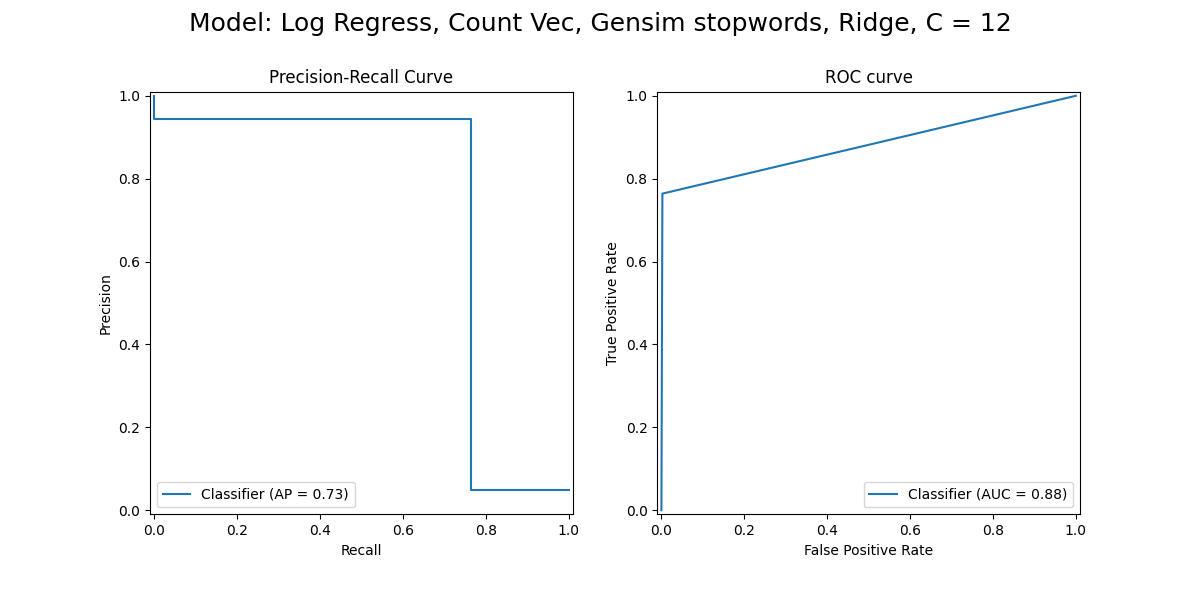 Model: Log Regress, Count Vec, Gensim stopwords, Ridge, C = 12
Precision-Recall Curve
1.0
0.8
0.6
0.4
0.2
0.0
Precision
Classifier (AP = 0.73)
0.0 0.2 0.4 0.6 0.8 1.0
Recall
ROC curve
1.0
0.8
0.6
0.4
0.2
0.0
True Positive Rate
Classifier (AUC = 0.88)
0.0 0.2 0.4 0.6 0.8 1.0
False Positive Rate